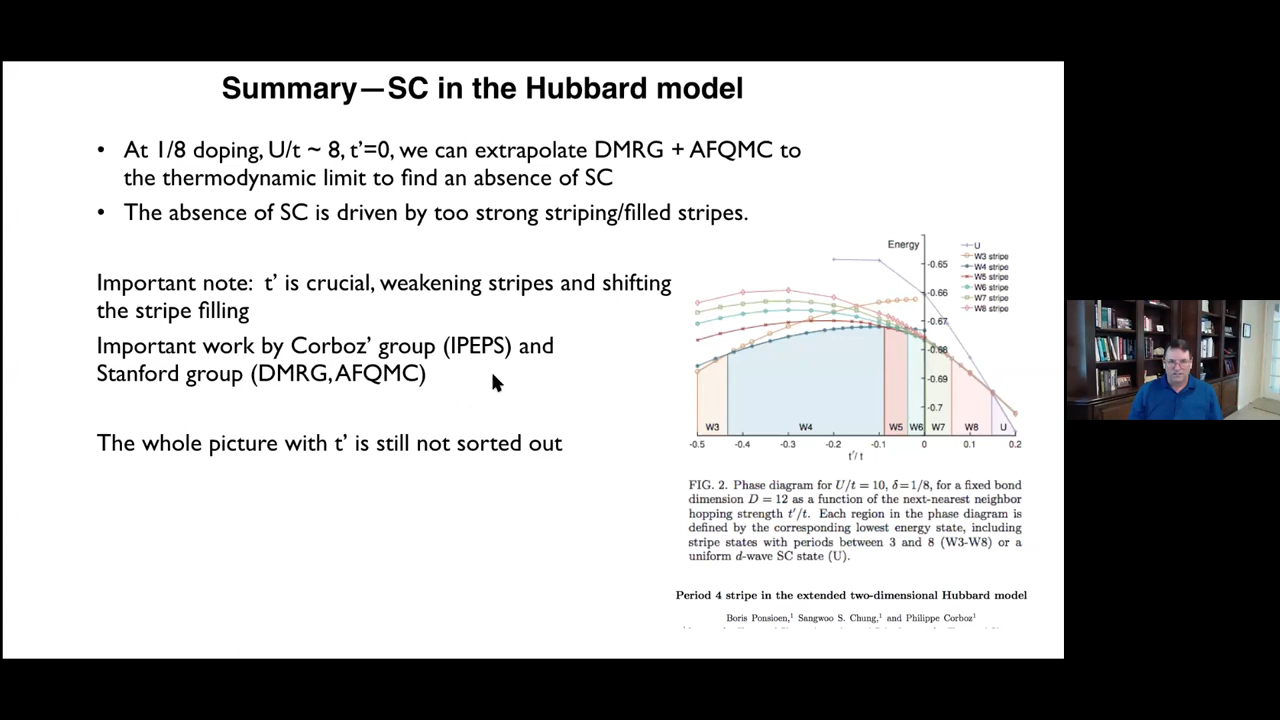 Summary—SC in the Hubbard model
• At 1/8 doping, U/t ~ 8, t'=0, we can extrapolate DMRG + AFQMC to
the thermodynamic limit to find an absence of SC
• The absence of SC is driven by too strong striping/filled stripes.
Important note: t' is crucial, weakening stripes and shifting
the stripe filling
Important work by Corboz' group (IPEPS) and
Stanford group (DMRG, AFQMC)
The whole picture with t' is still not sorted out
Energy
U
W3 stripe
W4 stripe
W5 stripe
W6 stripe
W7 stripe
W8 stripe
-0.65
-0.66
-0.67
-0.68
-0.69
-0.7
W3 W4 W5 W6 W7 W8 U
-0.5 -0.4 -0.3 -0.2 -0.1 0 0.1 0.2
t'/t
FIG. 2. Phase diagram for U/t = 10, δ = 1/8, for a fixed bond
dimension D = 12 as a function of the next-nearest neighbor
hopping strength t'/t. Each region in the phase diagram is
defined by the corresponding lowest energy state, including
stripe states with periods between 3 and 8 (W3-W8) or a
uniform d-wave SC state (U).
Period 4 stripe in the extended two-dimensional Hubbard model
Boris Ponsioen,¹ Sangwoo S. Chung,¹ and Philippe Corboz¹